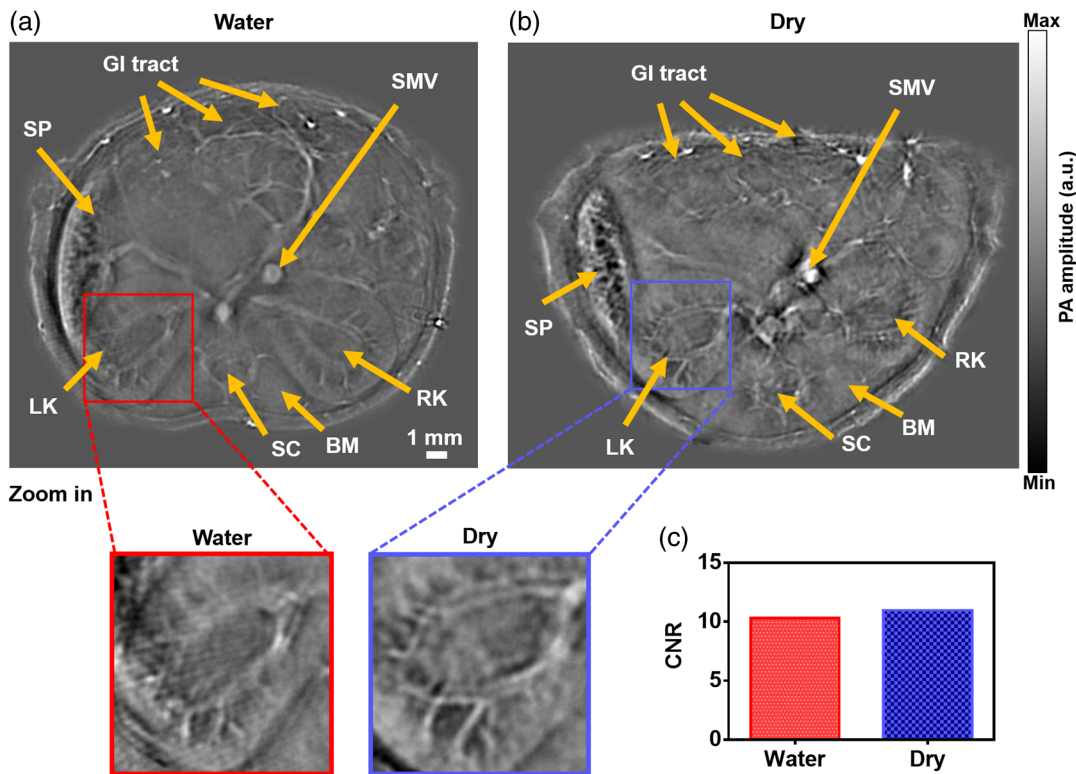 (a)
Water
GI tract
SMV
SP
LK
SC
BM
RK
1 mm
(b)
Dry
GI tract
SMV
SP
LK
SC
BM
RK
Max
PA amplitude (a.u.)
Min
Zoom in
Water
Dry
(c)
15
10
5
0
CNR
Water
Dry